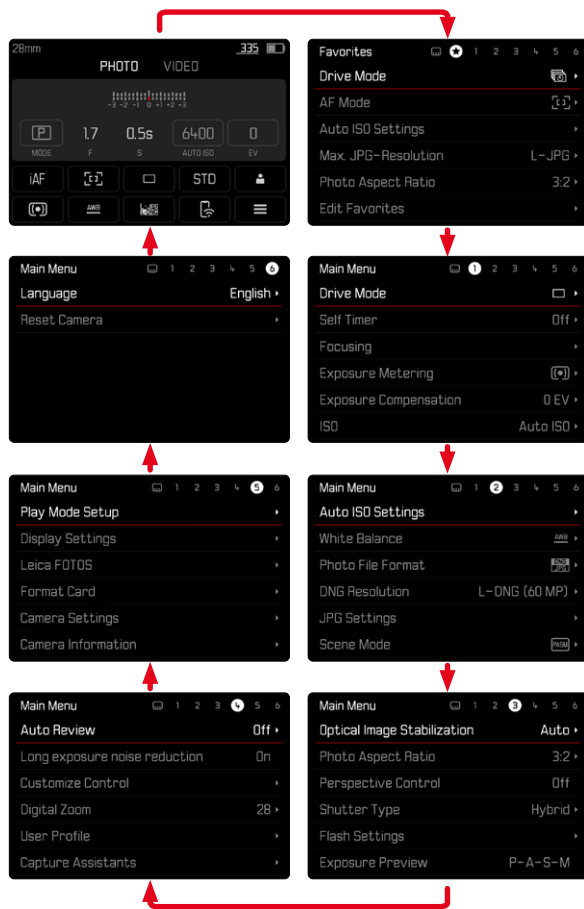 28mm 335
PHOTO VIDEO
-3 -2 -1 0 +1 +2 +3
P 1.7 0.5s 6400 0
MODE F S AUTO ISO EV
iAF STD
AWB L-JPG DNG
Favorites 1 2 3 4 5 6
Drive Mode
AF Mode
Auto ISO Settings
Max. JPG-Resolution L-JPG
Photo Aspect Ratio 3:2
Edit Favorites
Main Menu 1 2 3 4 5 6
Language English
Reset Camera
Main Menu 1 2 3 4 5 6
Drive Mode
Self Timer Off
Focusing
Exposure Metering
Exposure Compensation 0 EV
ISO Auto ISO
Main Menu 1 2 3 4 5 6
Play Mode Setup
Display Settings
Leica FOTOS
Format Card
Camera Settings
Camera Information
Main Menu 1 2 3 4 5 6
Auto ISO Settings
White Balance AWB
Photo File Format DNG JPG
DNG Resolution L-DNG (60 MP)
JPG Settings
Scene Mode PASM
Main Menu 1 2 3 4 5 6
Auto Review Off
Long exposure noise reduction On
Customize Control
Digital Zoom 28
User Profile
Capture Assistants
Main Menu 1 2 3 4 5 6
Optical Image Stabilization Auto
Photo Aspect Ratio 3:2
Perspective Control Off
Shutter Type Hybrid
Flash Settings
Exposure Preview P-A-S-M